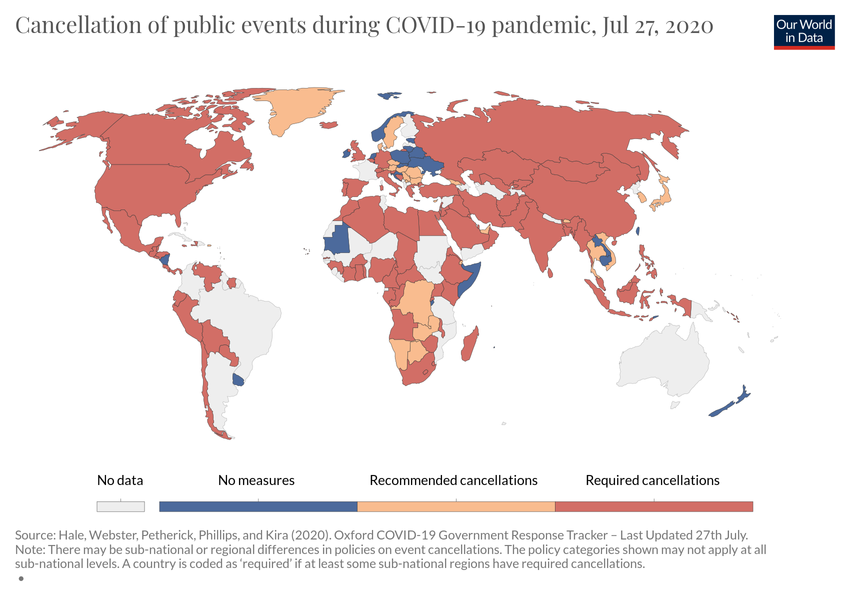 Cancellation of public events during COVID-19 pandemic, Jul 27, 2020
Our World
in Data
No data
No measures
Recommended cancellations
Required cancellations
Source: Hale, Webster, Petherick, Phillips, and Kira (2020). Oxford COVID-19 Government Response Tracker – Last Updated 27th July.
Note: There may be sub-national or regional differences in policies on event cancellations. The policy categories shown may not apply at all
sub-national levels. A country is coded as ‘required’ if at least some sub-national regions have required cancellations.